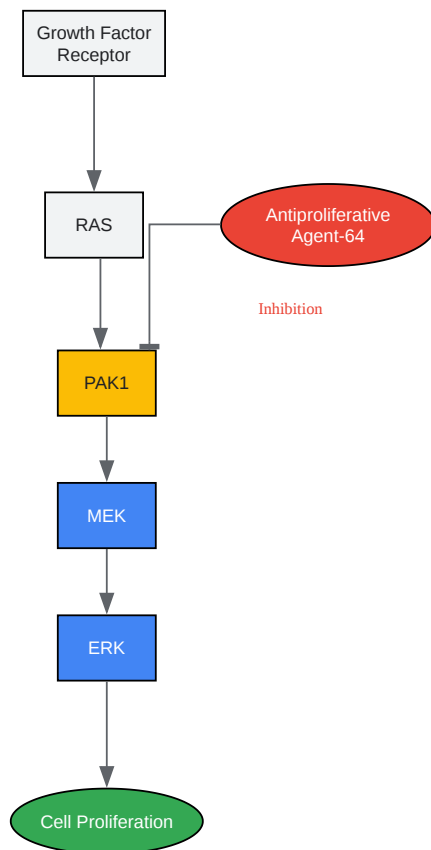 Growth Factor
Receptor
RAS
Antiproliferative
Agent-64
Inhibition
PAK1
MEK
ERK
Cell Proliferation